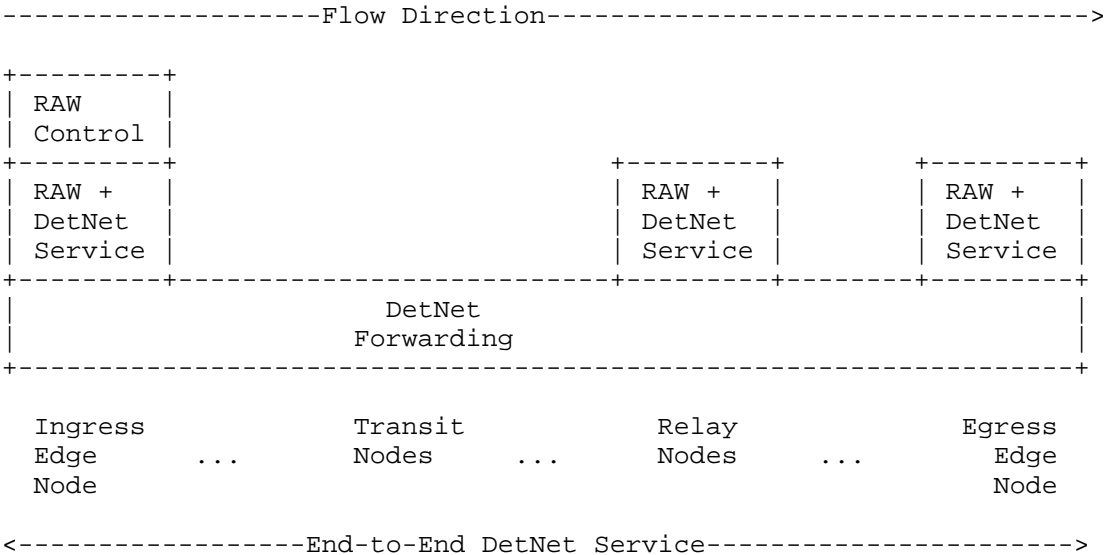 Flow Direction
RAW
Control
RAW + RAW + RAW +
DetNet DetNet DetNet
Service Service Service
DetNet
Forwarding
Ingress Transit Relay Egress
Edge ... Nodes ... Nodes ... Edge
Node Node
End-to-End DetNet Service